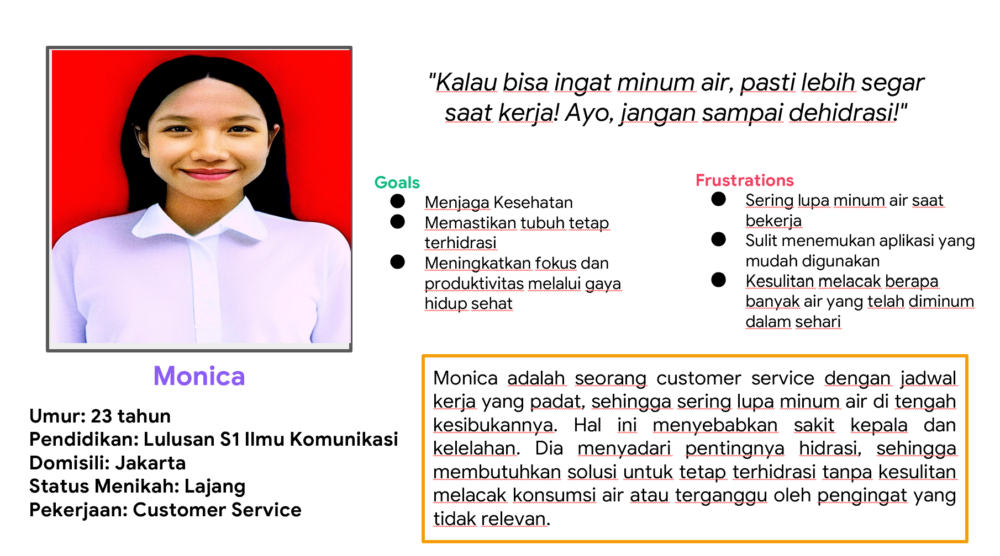 "Kalau bisa ingat minum air, pasti lebih segar
saat kerja! Ayo, jangan sampai dehidrasi!"
Goals
● Menjaga Kesehatan
● Memastikan tubuh tetap
terhidrasi
● Meningkatkan fokus dan
produktivitas melalui gaya
hidup sehat
Frustrations
● Sering lupa minum air saat
bekerja
● Sulit menemukan aplikasi yang
mudah digunakan
● Kesulitan melacak berapa
banyak air yang telah diminum
dalam sehari
Monica
Umur: 23 tahun
Pendidikan: Lulusan S1 Ilmu Komunikasi
Domisili: Jakarta
Status Menikah: Lajang
Pekerjaan: Customer Service
Monica adalah seorang customer service dengan jadwal
kerja yang padat, sehingga sering lupa minum air di tengah
kesibukannya. Hal ini menyebabkan sakit kepala dan
kelelahan. Dia menyadari pentingnya hidrasi, sehingga
membutuhkan solusi untuk tetap terhidrasi tanpa kesulitan
melacak konsumsi air atau terganggu oleh pengingat yang
tidak relevan.